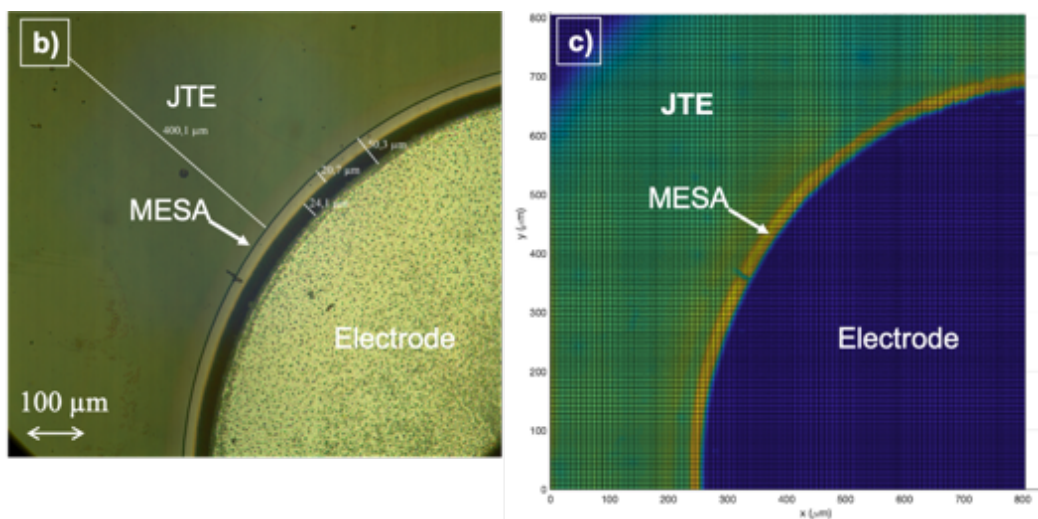 b)
JTE
400,1 µm
50,3 µm
20,7 µm
24,1 µm
MESA
Electrode
100 µm
c)
JTE
MESA
Electrode
y (µm)
800
700
600
500
400
300
200
100
0
0
100
200
300
400
500
600
700
800
x (µm)